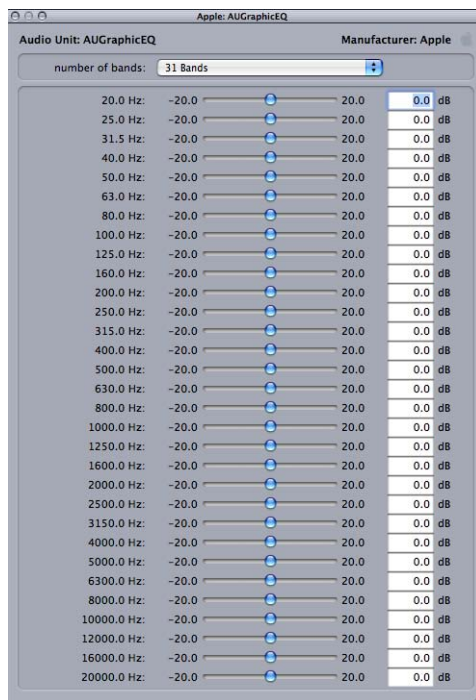 Apple: AUGraphicEQ
Audio Unit: AUGraphicEQ Manufacturer: Apple
number of bands: 31 Bands
20.0 Hz: -20.0 20.0 0.0 dB
25.0 Hz: -20.0 20.0 0.0 dB
31.5 Hz: -20.0 20.0 0.0 dB
40.0 Hz: -20.0 20.0 0.0 dB
50.0 Hz: -20.0 20.0 0.0 dB
63.0 Hz: -20.0 20.0 0.0 dB
80.0 Hz: -20.0 20.0 0.0 dB
100.0 Hz: -20.0 20.0 0.0 dB
125.0 Hz: -20.0 20.0 0.0 dB
160.0 Hz: -20.0 20.0 0.0 dB
200.0 Hz: -20.0 20.0 0.0 dB
250.0 Hz: -20.0 20.0 0.0 dB
315.0 Hz: -20.0 20.0 0.0 dB
400.0 Hz: -20.0 20.0 0.0 dB
500.0 Hz: -20.0 20.0 0.0 dB
630.0 Hz: -20.0 20.0 0.0 dB
800.0 Hz: -20.0 20.0 0.0 dB
1000.0 Hz: -20.0 20.0 0.0 dB
1250.0 Hz: -20.0 20.0 0.0 dB
1600.0 Hz: -20.0 20.0 0.0 dB
2000.0 Hz: -20.0 20.0 0.0 dB
2500.0 Hz: -20.0 20.0 0.0 dB
3150.0 Hz: -20.0 20.0 0.0 dB
4000.0 Hz: -20.0 20.0 0.0 dB
5000.0 Hz: -20.0 20.0 0.0 dB
6300.0 Hz: -20.0 20.0 0.0 dB
8000.0 Hz: -20.0 20.0 0.0 dB
10000.0 Hz: -20.0 20.0 0.0 dB
12000.0 Hz: -20.0 20.0 0.0 dB
16000.0 Hz: -20.0 20.0 0.0 dB
20000.0 Hz: -20.0 20.0 0.0 dB